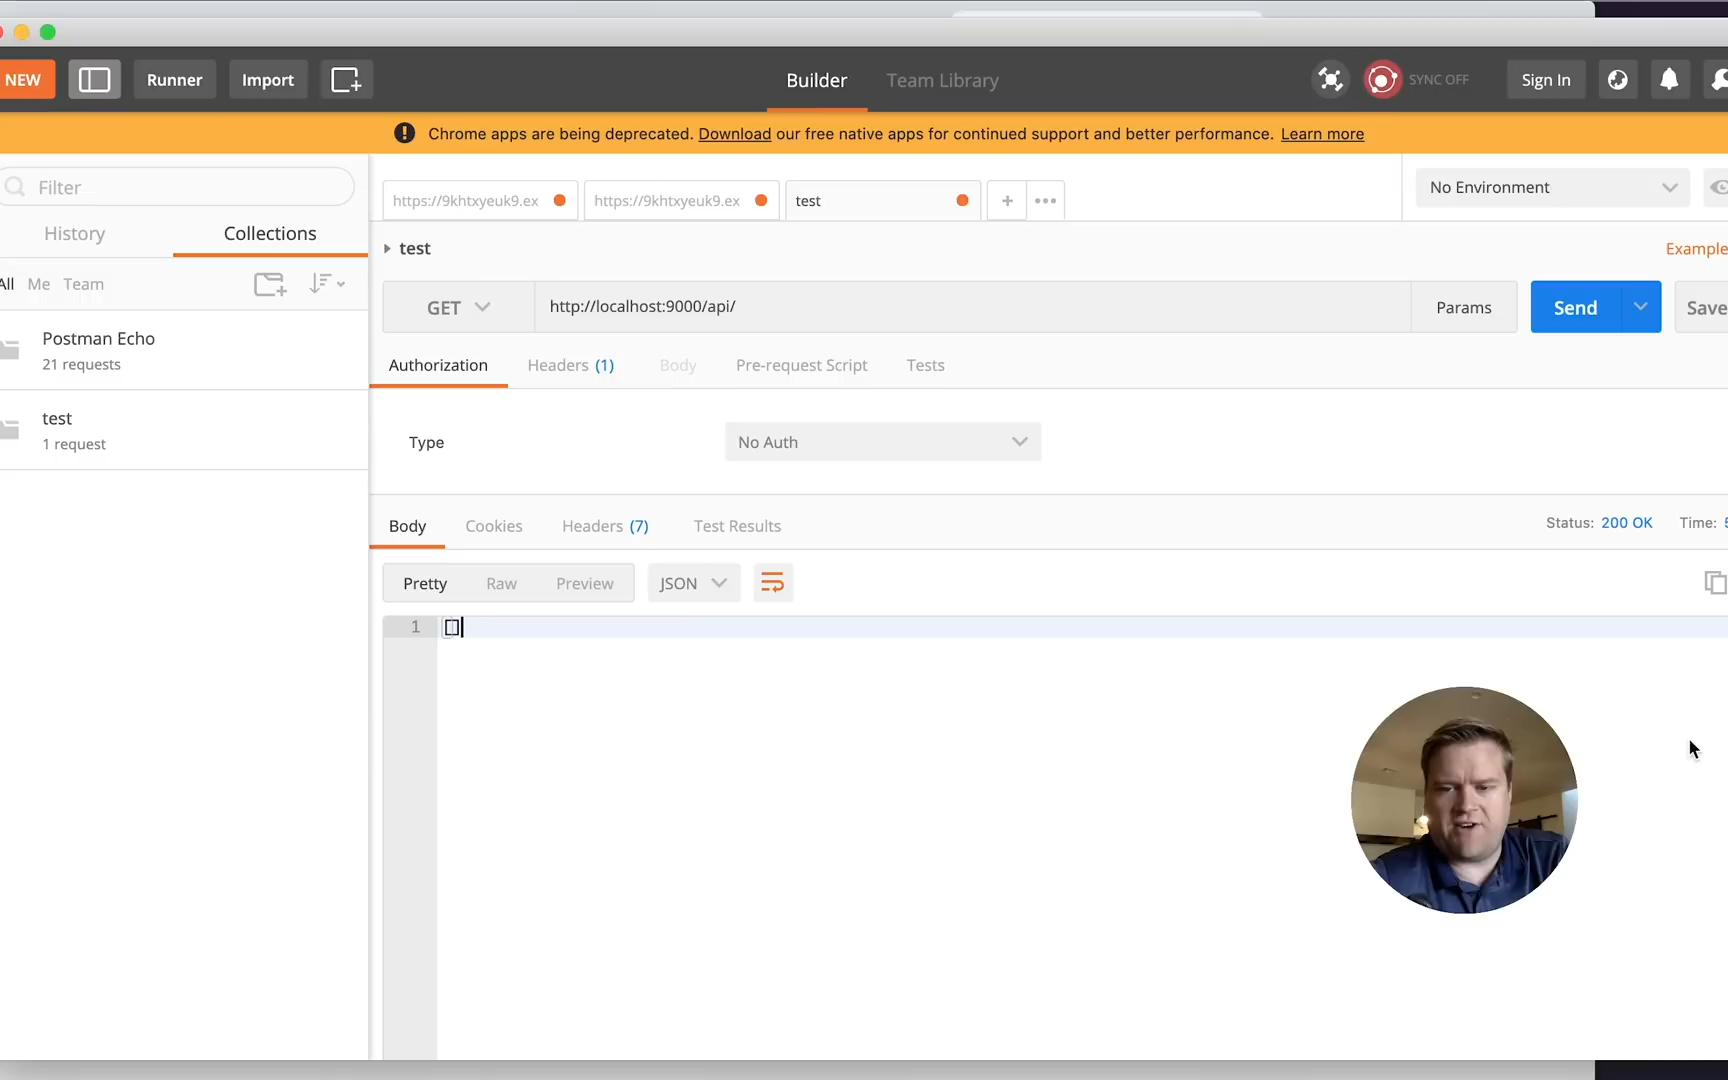 NEW
Runner
Import
Builder
Team Library
SYNC OFF
Sign In
Chrome apps are being deprecated. Download our free native apps for continued support and better performance. Learn more
Filter
History
Collections
All
Me
Team
Postman Echo
21 requests
test
1 request
https://9khtxyeuk9.ex
https://9khtxyeuk9.ex
test
No Environment
test
Example
GET
http://localhost:9000/api/
Params
Send
Save
Authorization
Headers (1)
Body
Pre-request Script
Tests
Type
No Auth
Body
Cookies
Headers (7)
Test Results
Status: 200 OK
Time:
Pretty
Raw
Preview
JSON
1
[]